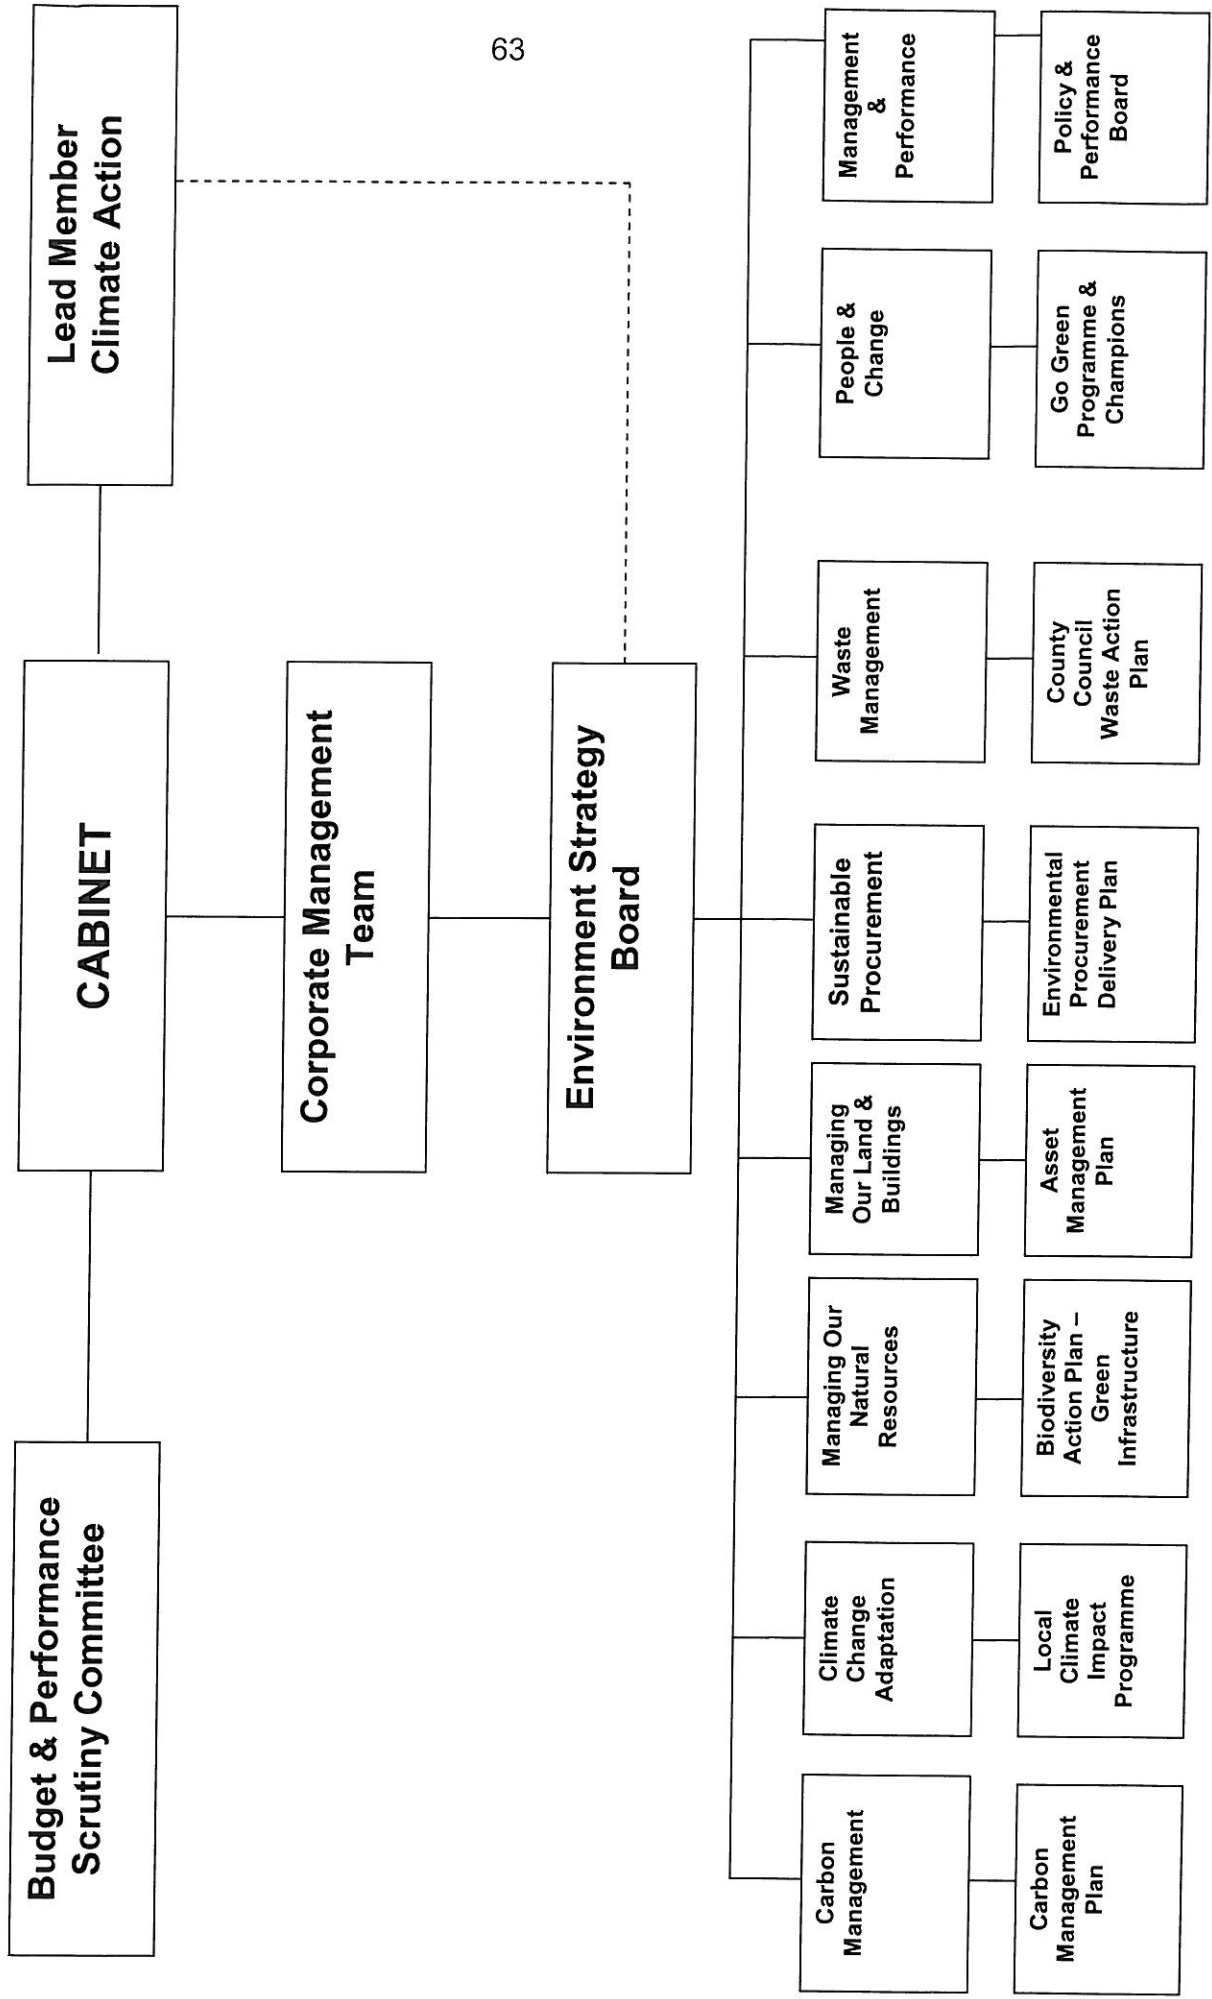 63
Budget & Performance
Scrutiny Committee
CABINET
Lead Member
Climate Action
Corporate Management
Team
Environment Strategy
Board
Carbon
Management
Climate
Change
Adaptation
Managing Our
Natural
Resources
Managing
Our Land &
Buildings
Sustainable
Procurement
Waste
Management
People &
Change
Management
&
Performance
Carbon
Management
Plan
Local
Climate
Impact
Programme
Biodiversity
Action Plan –
Green
Infrastructure
Asset
Management
Plan
Environmental
Procurement
Delivery Plan
County
Council
Waste Action
Plan
Go Green
Programme &
Champions
Policy &
Performance
Board